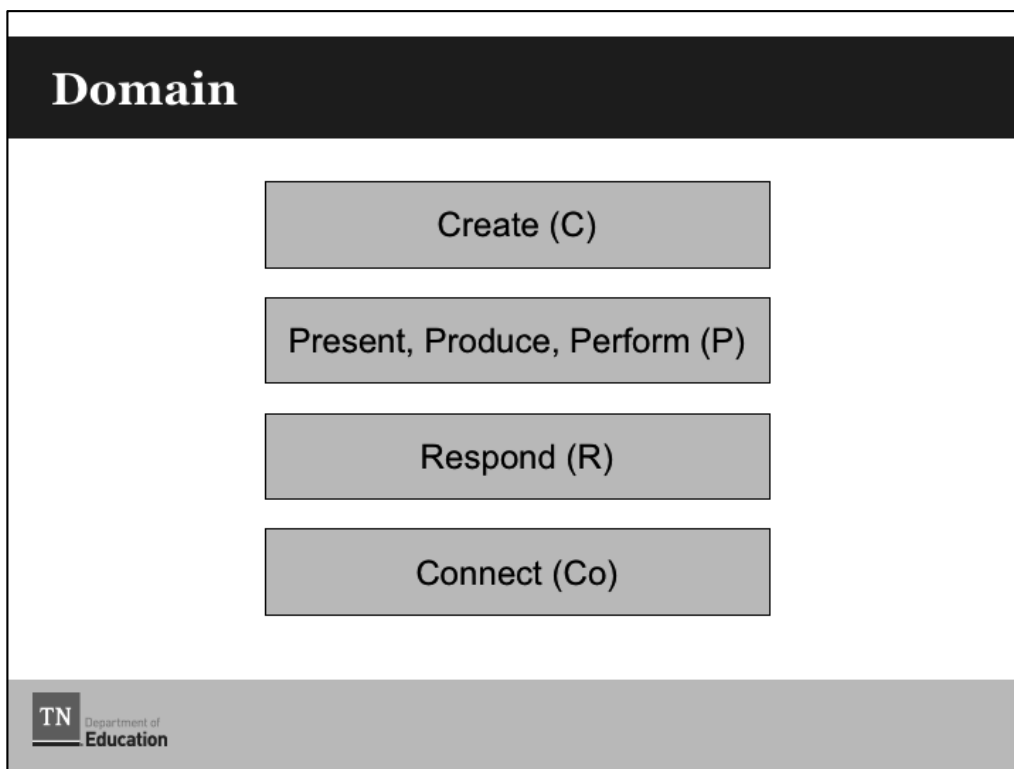 Domain
Create (C)
Present, Produce, Perform (P)
Respond (R)
Connect (Co)
TN
Department of
Education